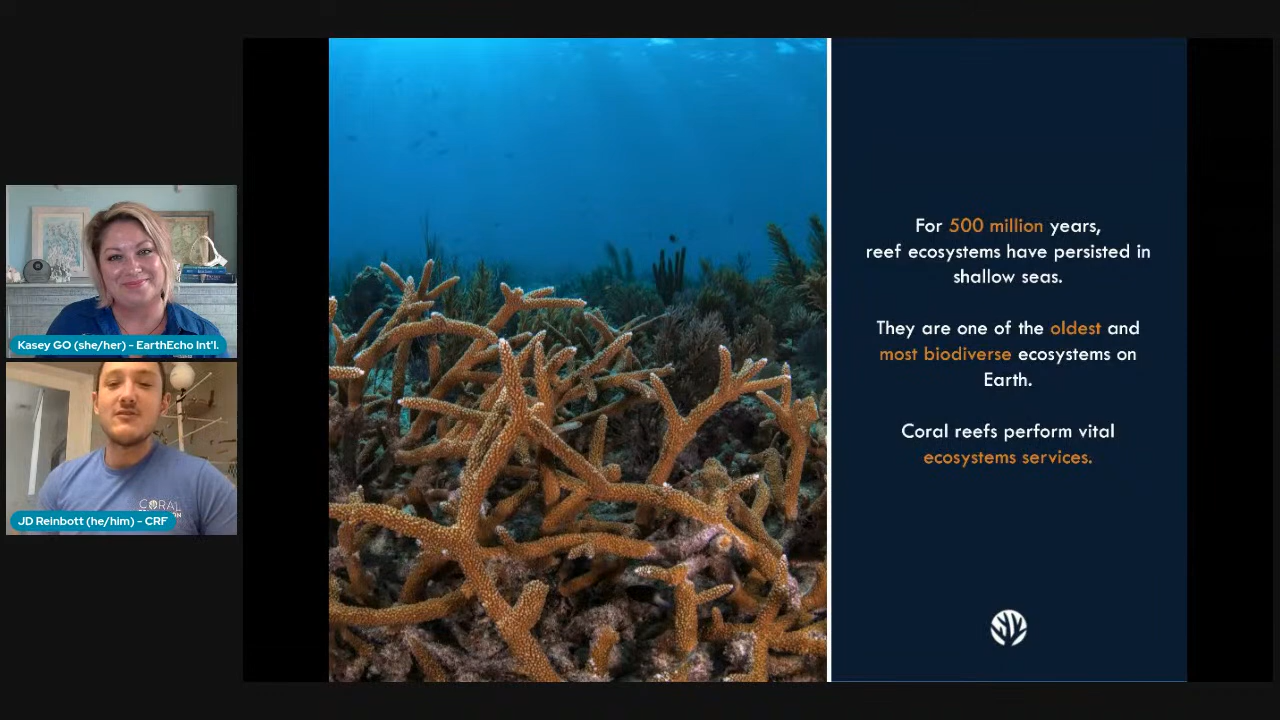 Kasey GO (she/her) - EarthEcho Int'l.
CORAL
JD Reinbott (he/him) - CRF
For 500 million years,
reef ecosystems have persisted in
shallow seas.
They are one of the oldest and
most biodiverse ecosystems on
Earth.
Coral reefs perform vital
ecosystems services.